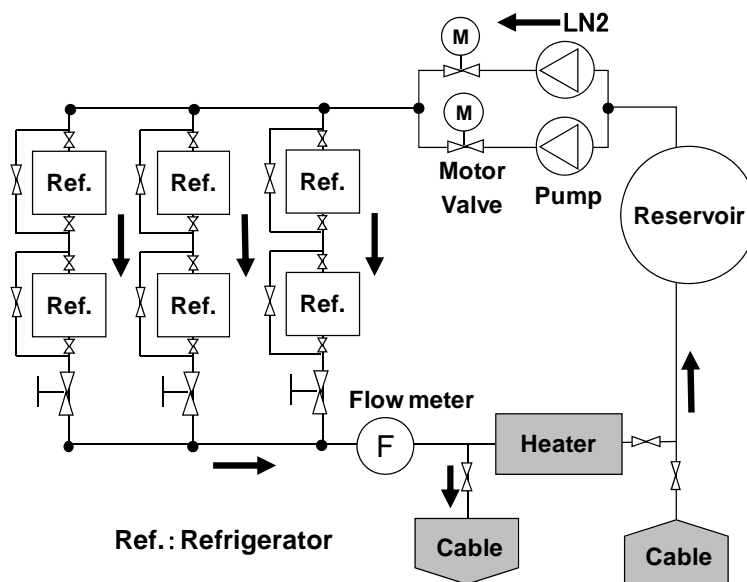 LN2
M
M
Motor
Valve
Pump
Reservoir
Ref.
Ref.
Ref.
Ref.
Ref.
Ref.
Flow meter
F
Heater
Ref.: Refrigerator
Cable
Cable